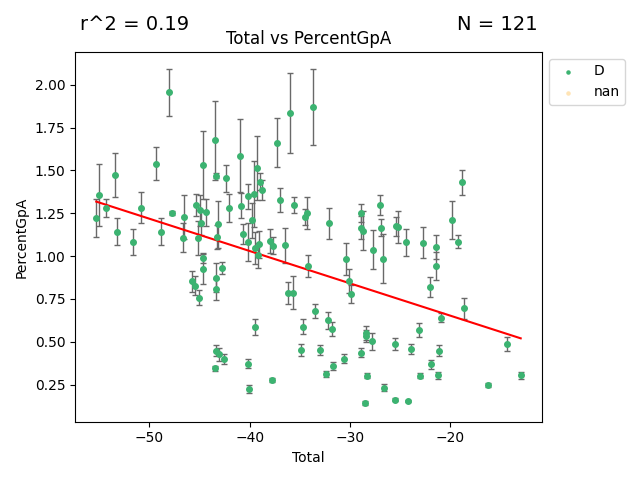 r^2 = 0.19
N = 121
Total vs PercentGpA
D
nan
PercentGpA
2.00
1.75
1.50
1.25
1.00
0.75
0.50
0.25
−50
−40
−30
−20
Total